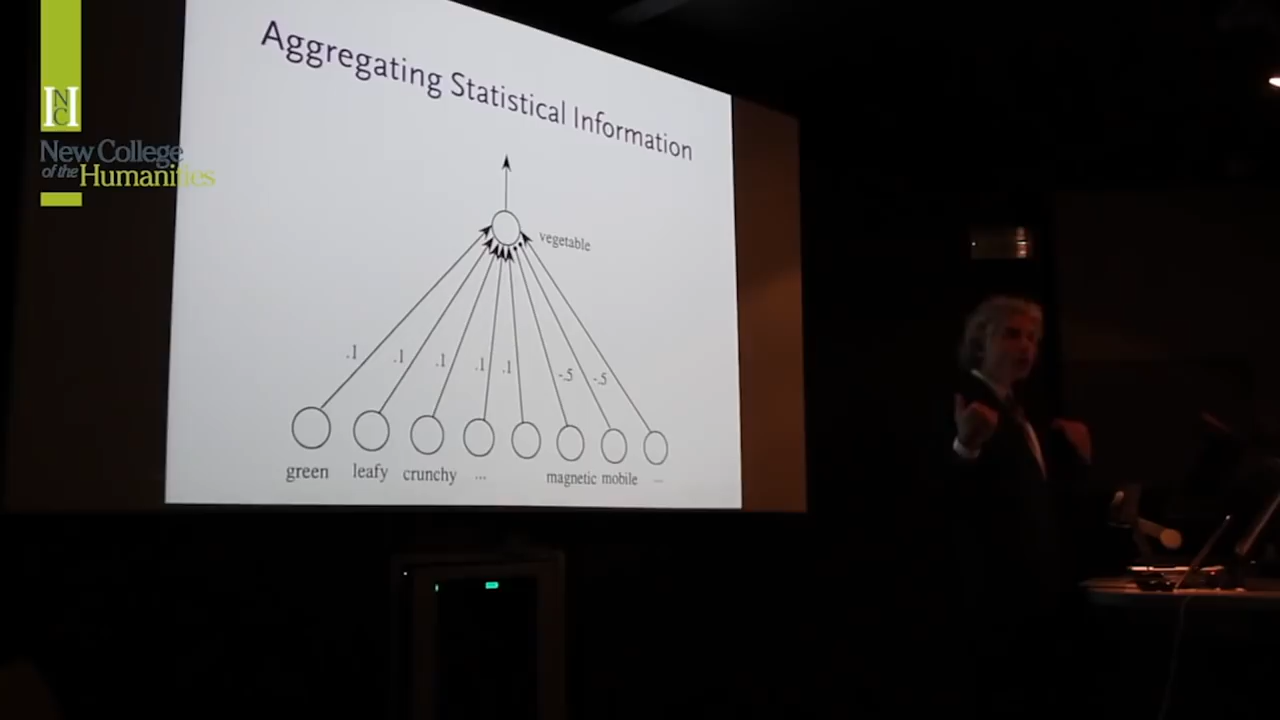 NCH
New College
of the Humanities
Aggregating Statistical Information
vegetable
.1 .1 .1 .1 .1 -.5 -.5
green leafy crunchy ... magnetic mobile ...